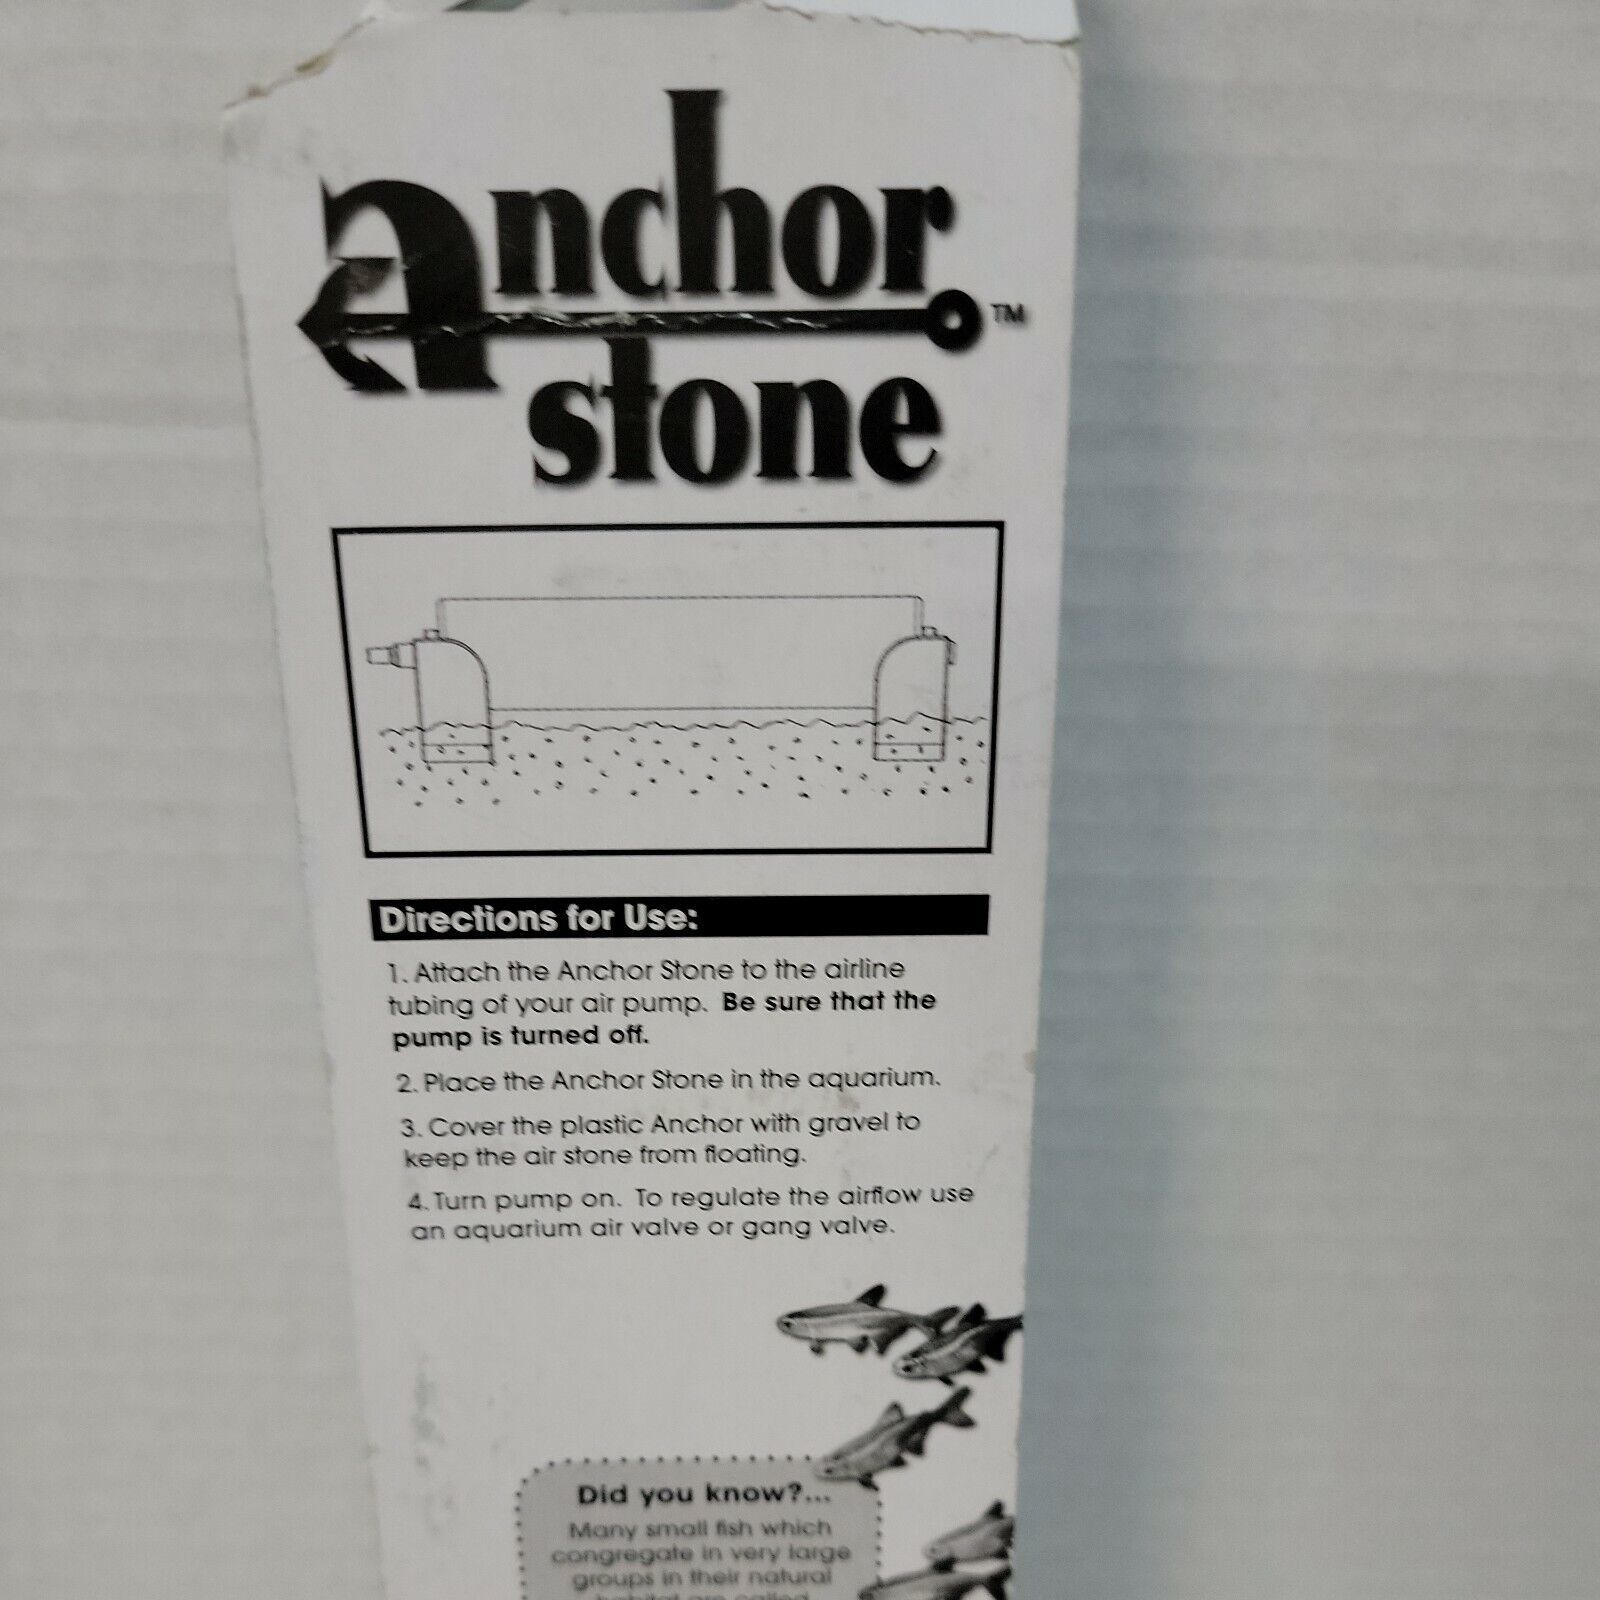 Anchor
TM
stone
Directions for Use:
1. Attach the Anchor Stone to the airline
tubing of your air pump. Be sure that the
pump is turned off.
2. Place the Anchor Stone in the aquarium.
3. Cover the plastic Anchor with gravel to
keep the air stone from floating.
4. Turn pump on. To regulate the airflow use
an aquarium air valve or gang valve.
Did you know?...
Many small fish which
congregate in very large
groups in their natural
habitat are called